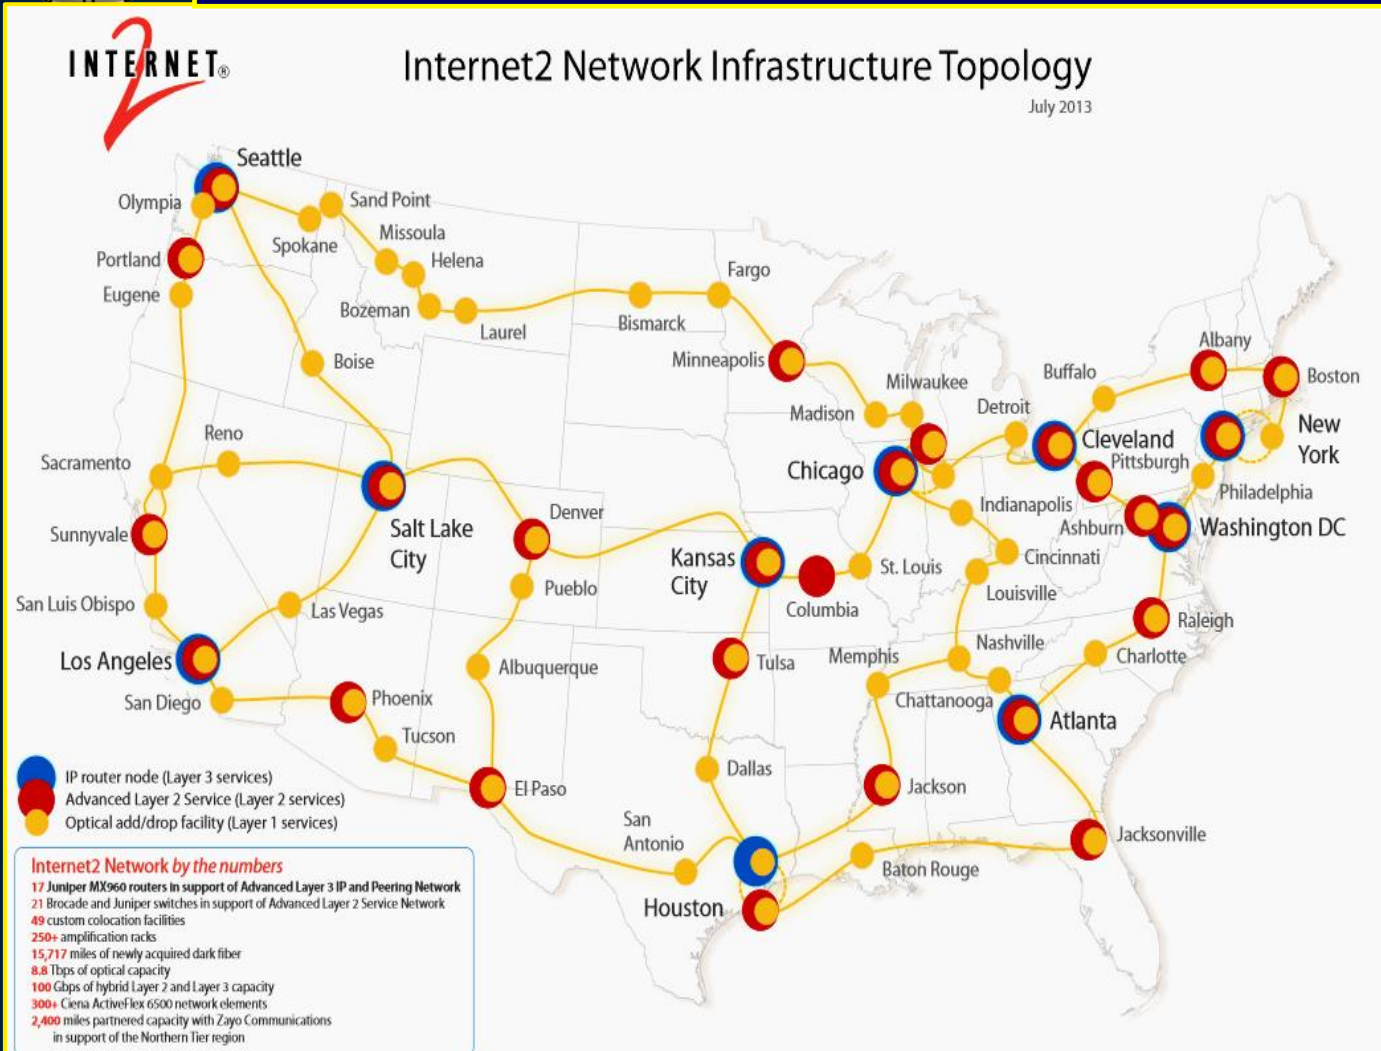 INTERNET®
2
Internet2 Network Infrastructure Topology
July 2013
Seattle
Olympia
Sand Point
Spokane
Missoula
Portland
Helena
Fargo
Eugene
Bozeman
Laurel
Bismarck
Albany
Boise
Minneapolis
Milwaukee
Buffalo
Boston
Madison
Detroit
Reno
New
York
Cleveland
Sacramento
Chicago
Pittsburgh
Philadelphia
Indianapolis
Denver
Salt Lake
City
Ashburn
Washington DC
Sunnyvale
Kansas
City
Cincinnati
St. Louis
Pueblo
Louisville
San Luis Obispo
Las Vegas
Columbia
Raleigh
Nashville
Los Angeles
Albuquerque
Tulsa
Memphis
Charlotte
San Diego
Phoenix
Chattanooga
Atlanta
Tucson
Dallas
IP router node (Layer 3 services)
Advanced Layer 2 Service (Layer 2 services)
Optical add/drop facility (Layer 1 services)
El Paso
Jackson
San
Antonio
Jacksonville
Baton Rouge
Houston
Internet2 Network by the numbers
17 Juniper MX960 routers in support of Advanced Layer 3 IP and Peering Network
21 Brocade and Juniper switches in support of Advanced Layer 2 Service Network
49 custom colocation facilities
250+ amplification racks
15,717 miles of newly acquired dark fiber
8.8 Tbps of optical capacity
100 Gbps of hybrid Layer 2 and Layer 3 capacity
300+ Ciena ActiveFlex 6500 network elements
2,400 miles partnered capacity with Zayo Communications
in support of the Northern Tier region